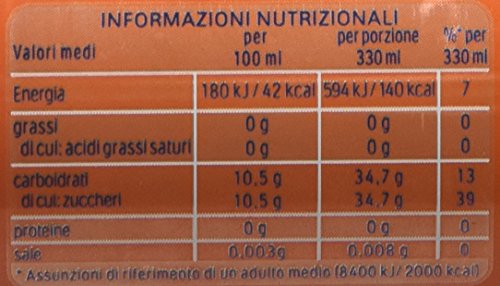 INFORMAZIONI NUTRIZIONALI
Valori medi per 100 ml per porzione 330 ml %* per 330 ml
Energia 180 kJ/42 kcal 594 kJ/140 kcal 7
grassi 0 g 0 g 0
di cui: acidi grassi saturi 0 g 0 g 0
carboidrati 10,5 g 34,7 g 13
di cui: zuccheri 10,5 g 34,7 g 39
proteine 0 g 0 g 0
sale 0,003g 0,008 g 0
* Assunzioni di riferimento di un adulto medio (8400 kJ/ 2000 kcal)